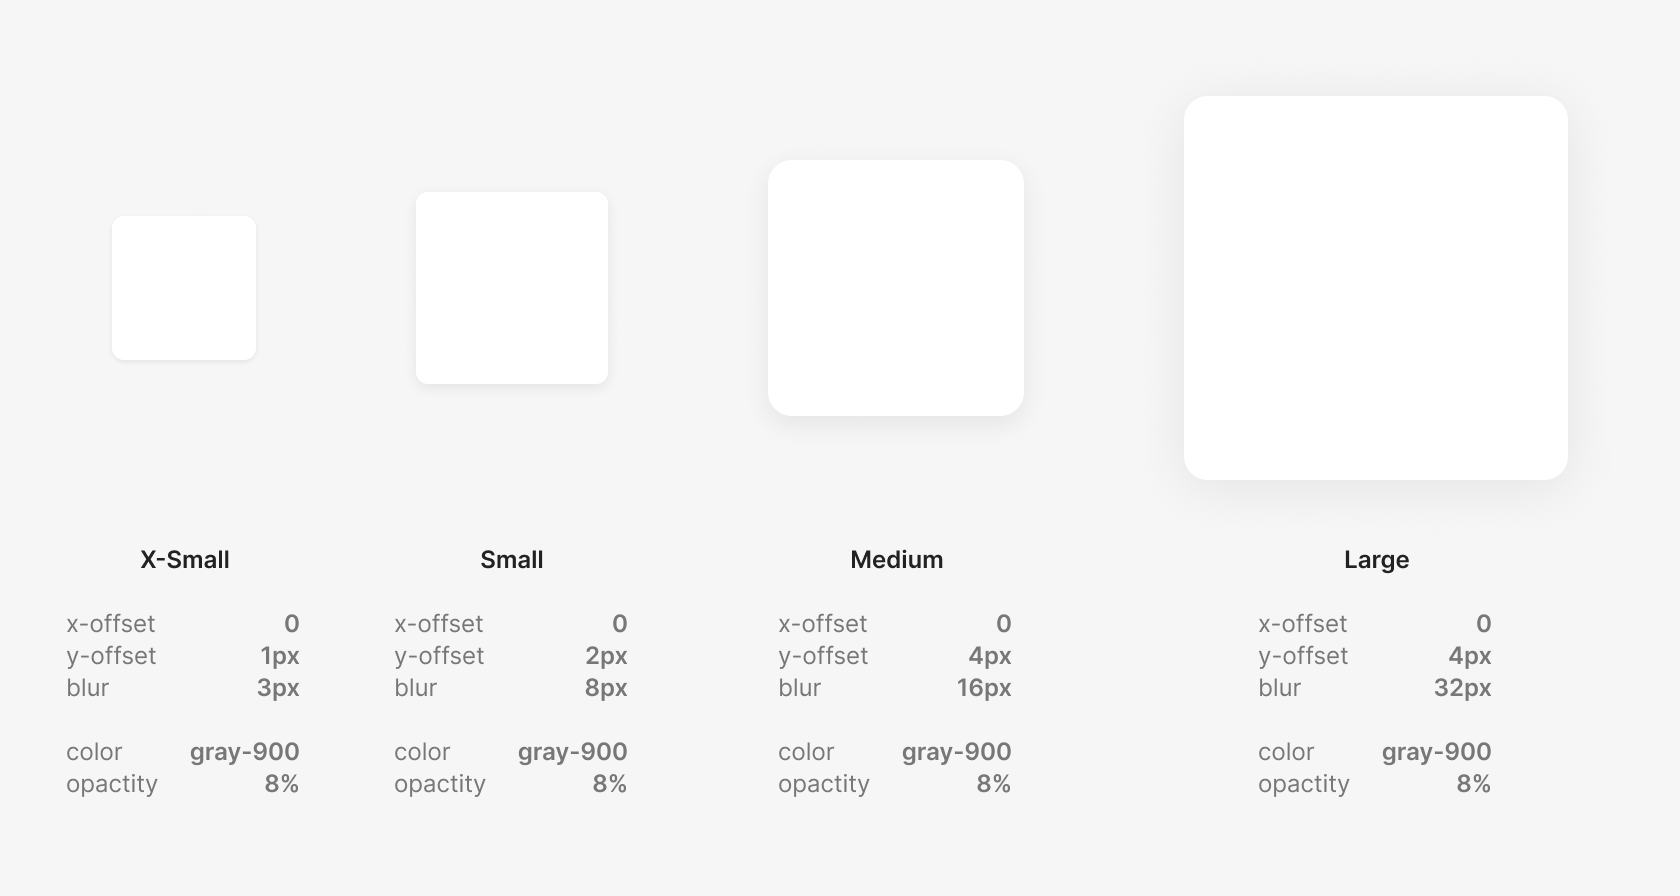 X-Small
x-offset 0
y-offset 1px
blur 3px
color gray-900
opactity 8%
Small
x-offset 0
y-offset 2px
blur 8px
color gray-900
opactity 8%
Medium
x-offset 0
y-offset 4px
blur 16px
color gray-900
opactity 8%
Large
x-offset 0
y-offset 4px
blur 32px
color gray-900
opactity 8%